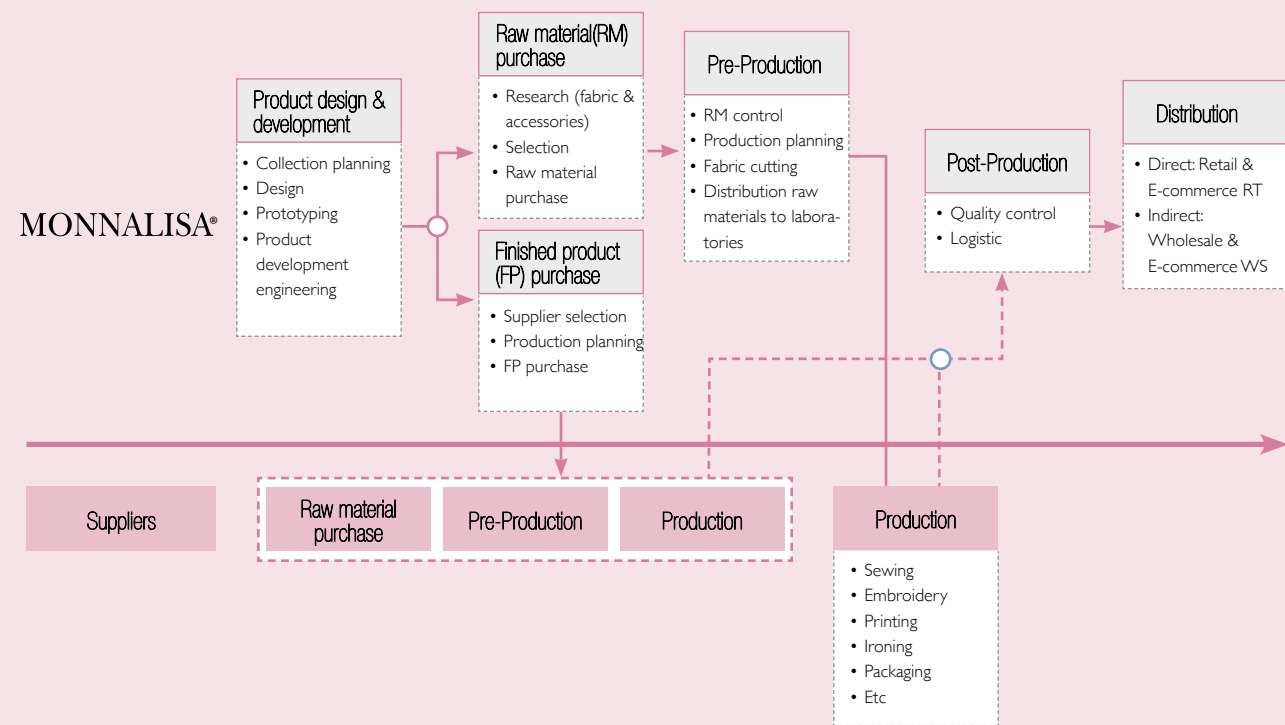 MONNALISA®
Product design &
development
• Collection planning
• Design
• Prototyping
• Product
development
engineering
Raw material(RM)
purchase
• Research (fabric &
accessories)
• Selection
• Raw material
purchase
Finished product
(FP) purchase
• Supplier selection
• Production planning
• FP purchase
Pre-Production
• RM control
• Production planning
• Fabric cutting
• Distribution raw
materials to labora-
tories
Post-Production
• Quality control
• Logistic
Distribution
• Direct: Retail &
E-commerce RT
• Indirect:
Wholesale &
E-commerce WS
Suppliers
Raw material
purchase
Pre-Production
Production
Production
• Sewing
• Embroidery
• Printing
• Ironing
• Packaging
• Etc